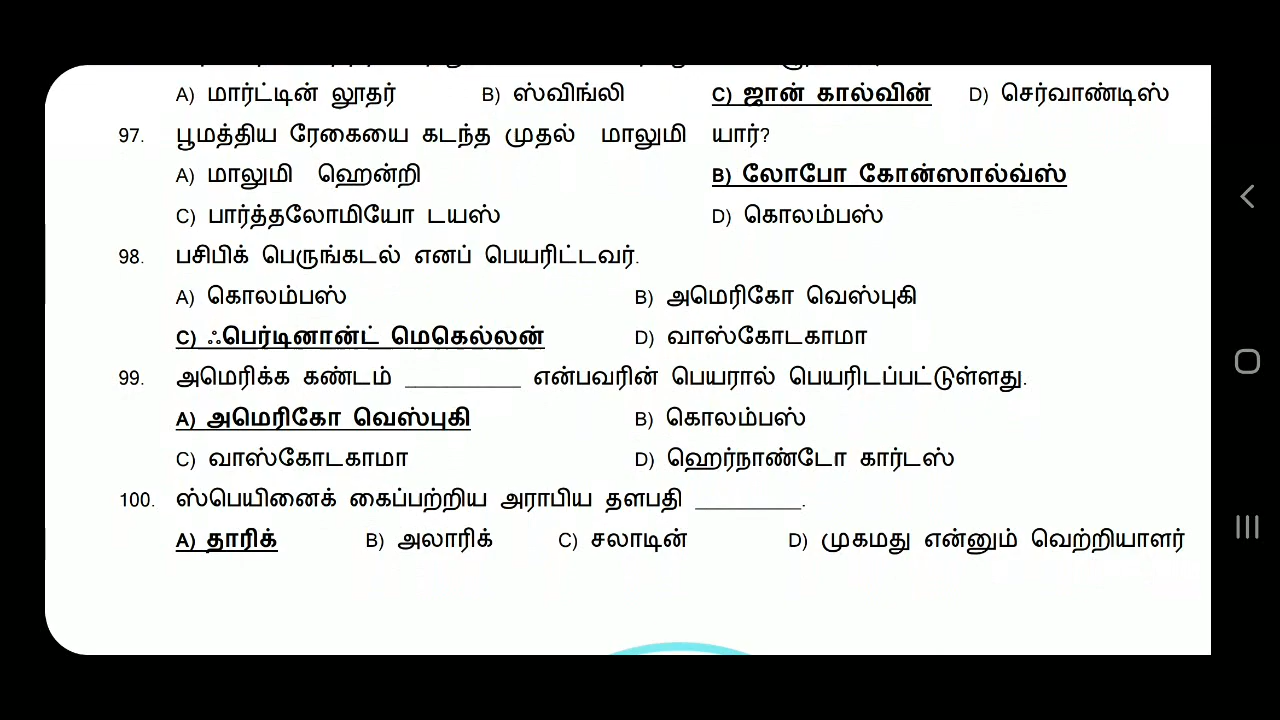 A) மார்ட்டின் லூதர் B) ஸ்விங்லி C) ஜான் கால்வின் D) செர்வாண்டிஸ்
97. பூமத்திய ரேகையை கடந்த முதல் மாலுமி யார்?
A) மாலுமி ஹென்றி B) லோபோ கோன்ஸால்வ்ஸ்
C) பார்த்தலோமியோ டயஸ் D) கொலம்பஸ்
98. பசிபிக் பெருங்கடல் எனப் பெயரிட்டவர்.
A) கொலம்பஸ் B) அமெரிகோ வெஸ்புகி
C) ஃபெர்டினான்ட் மெகெல்லன் D) வாஸ்கோடகாமா
99. அமெரிக்க கண்டம் __________ என்பவரின் பெயரால் பெயரிடப்பட்டுள்ளது.
A) அமெரிகோ வெஸ்புகி B) கொலம்பஸ்
C) வாஸ்கோடகாமா D) ஹெர்நாண்டோ கார்டஸ்
100. ஸ்பெயினைக் கைப்பற்றிய அராபிய தளபதி _________.
A) தாரிக் B) அலாரிக் C) சலாடின் D) முகமது என்னும் வெற்றியாளர்